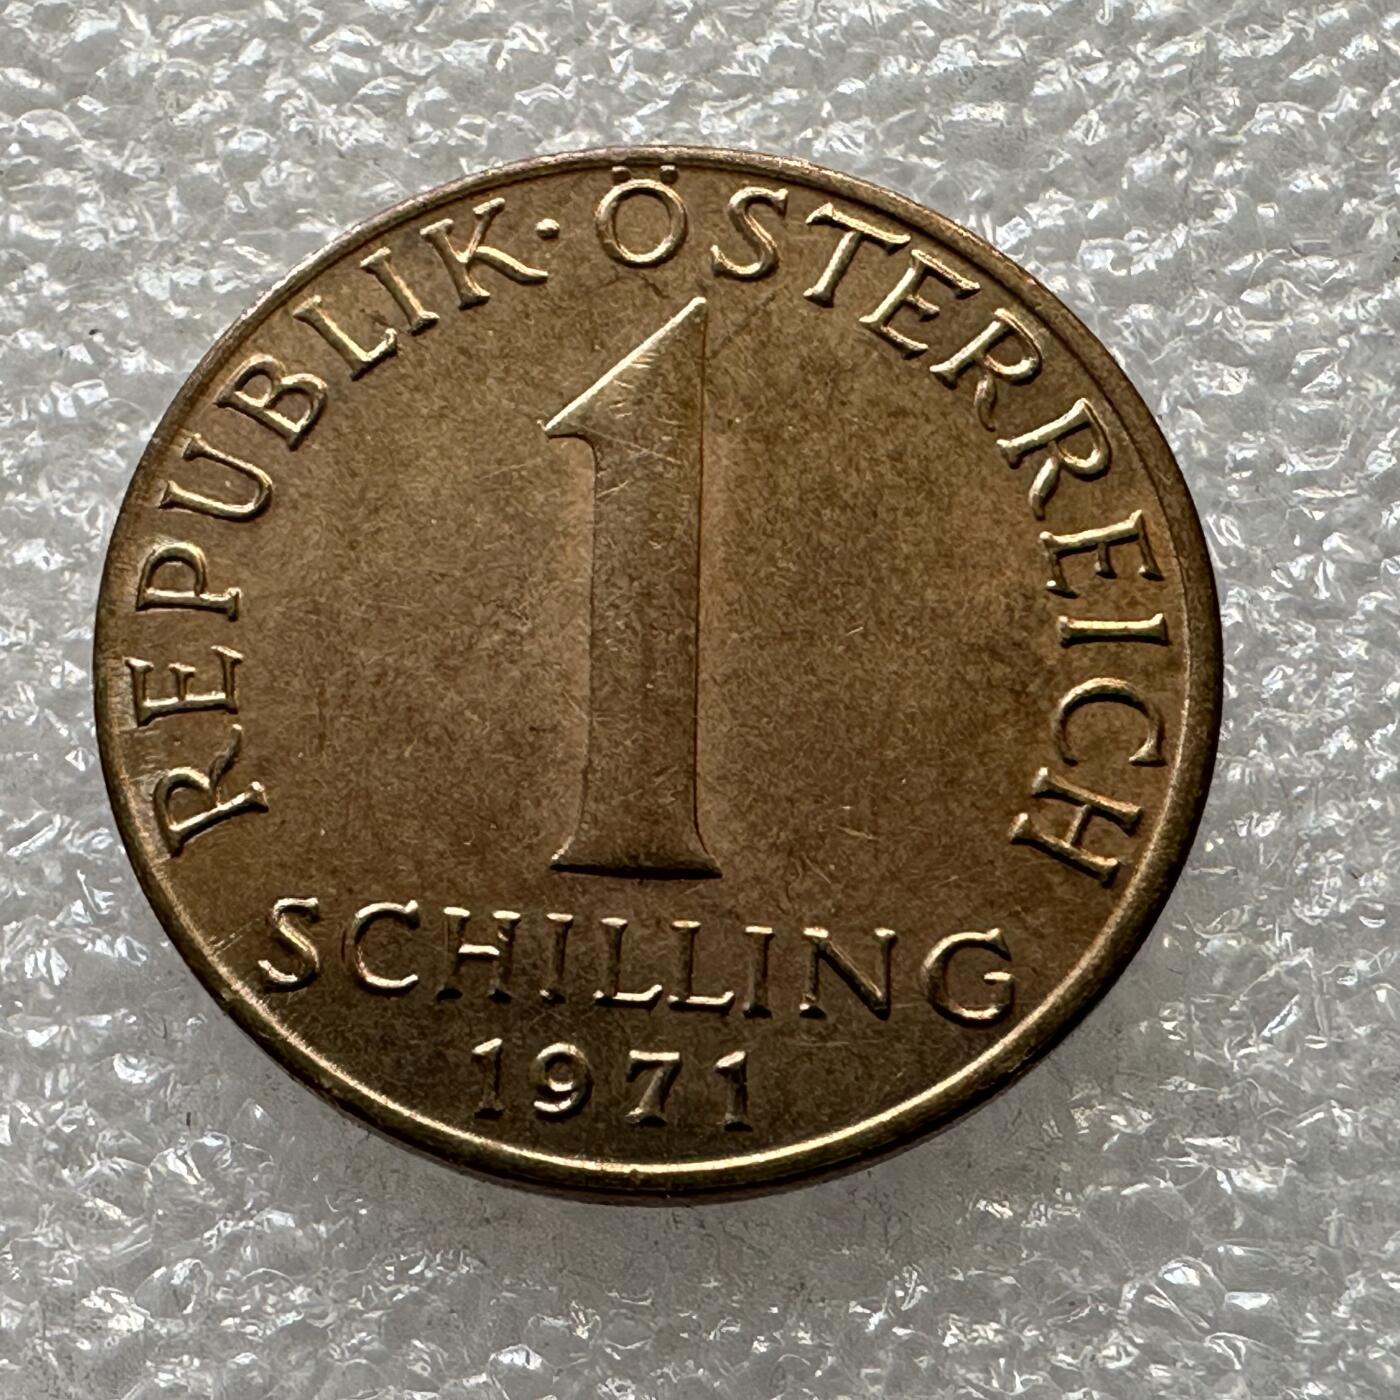 REPUBLIK·ÖSTERREICH
1
SCHILLING
1971